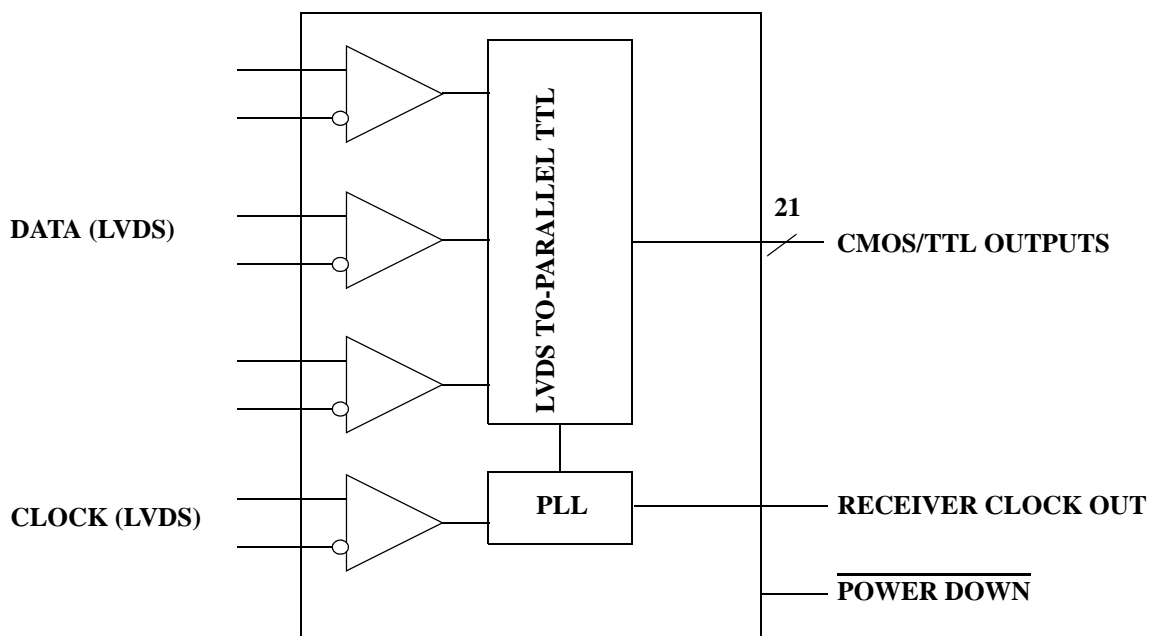 LVDS TO-PARALLEL TTL
21
DATA (LVDS)
CMOS/TTL OUTPUTS
PLL
CLOCK (LVDS)
RECEIVER CLOCK OUT
POWER DOWN